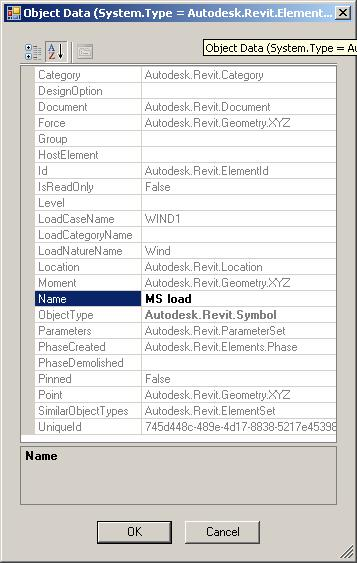 Object Data (System.Type = Autodesk.Revit.Element...
Object Data (System.Type = Au
Category Autodesk.Revit.Category
DesignOption
Document Autodesk.Revit.Document
Force Autodesk.Revit.Geometry.XYZ
Group
HostElement
Id Autodesk.Revit.ElementId
IsReadOnly False
Level
LoadCaseName WIND1
LoadCategoryName
LoadNatureName Wind
Location Autodesk.Revit.Location
Moment Autodesk.Revit.Geometry.XYZ
Name MS load
ObjectType Autodesk.Revit.Symbol
Parameters Autodesk.Revit.ParameterSet
PhaseCreated Autodesk.Revit.Elements.Phase
PhaseDemolished
Pinned False
Point Autodesk.Revit.Geometry.XYZ
SimilarObjectTypes Autodesk.Revit.ElementSet
UniqueId 745d448c-489e-4d17-8838-5217e45398
Name
OK Cancel